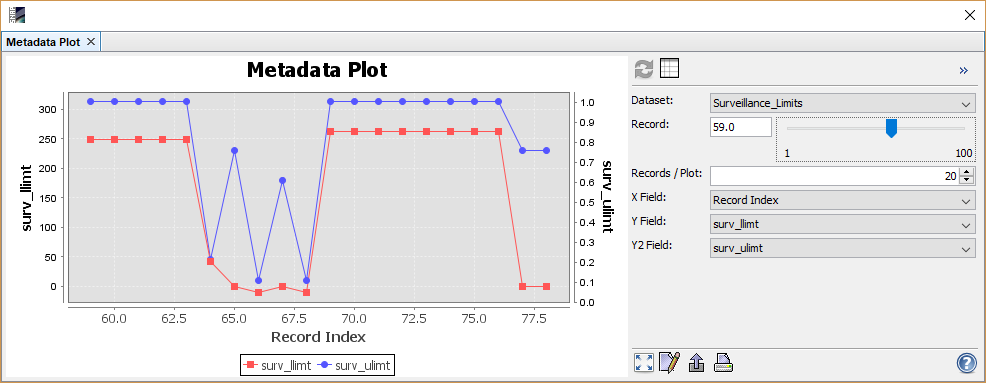 Metadata Plot
Metadata Plot
300
250
200
150
100
50
0
surv_llimt
1.0
0.9
0.8
0.7
0.6
0.5
0.4
0.3
0.2
0.1
0.0
surv_ulimt
60.0 62.5 65.0 67.5 70.0 72.5 75.0 77.5
Record Index
surv_llimt surv_ulimt
»
Dataset: Surveillance_Limits
Record: 59.0
1 100
Records / Plot: 20
X Field: Record Index
Y Field: surv_llimt
Y2 Field: surv_ulimt
?